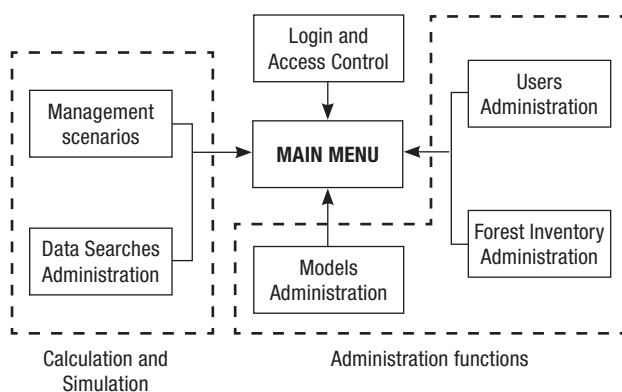 Login and
Access Control
Users
Administration
Management
scenarios
MAIN MENU
Data Searches
Administration
Forest Inventory
Administration
Models
Administration
Calculation and
Simulation
Administration functions